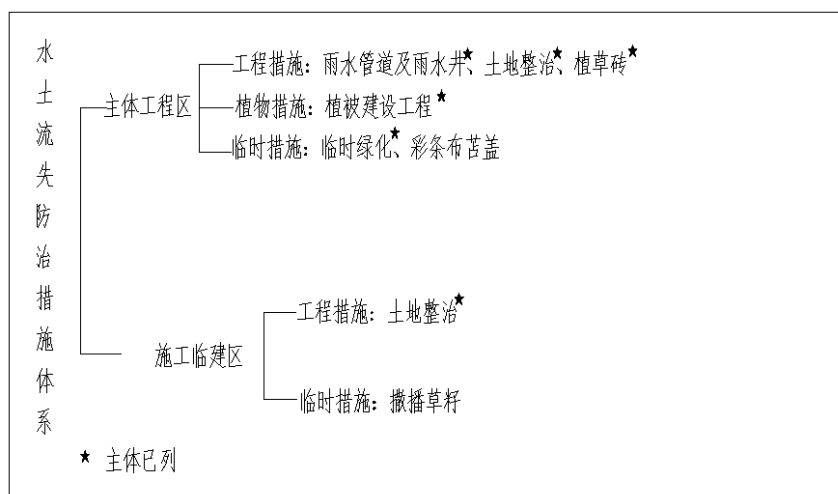 水土流失防治措施体系
主体工程区
工程措施：雨水管道及雨水井★、土地整治★、植草砖★
植物措施：植被建设工程★
临时措施：临时绿化★、彩条布苫盖
施工临建区
工程措施：土地整治★
临时措施：撒播草籽
★ 主体已列